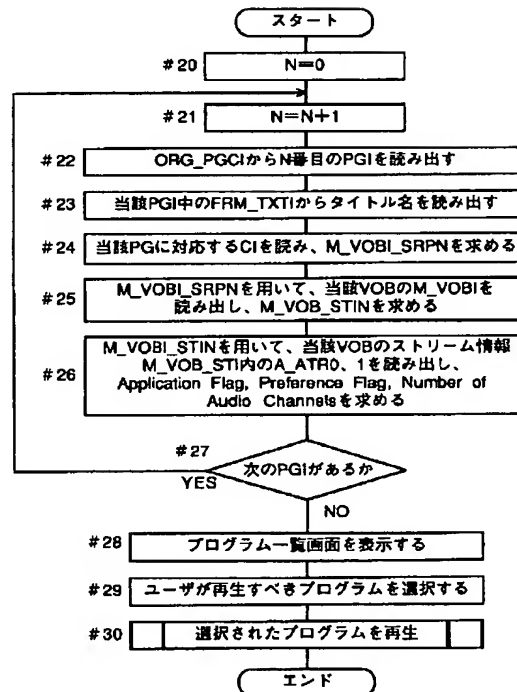 スタート
#20
N=0
#21
N=N+1
#22
ORG_PGCIからN番目のPGIを読み出す
#23
当該PGI中のFRM_TXTIからタイトル名を読み出す
#24
当該PGに対応するCIを読み、M_VOBI_SRPNを求める
#25
M_VOBI_SRPNを用いて、当該VOBのM_VOBIを
読み出し、M_VOB_STINを求める
#26
M_VOBI_STINを用いて、当該VOBのストリーム情報
M_VOB_STI内のA_ATR0、1を読み出し、
Application Flag, Preference Flag, Number of
Audio Channelsを求める
#27
次のPGIがあるか
YES
NO
#28
プログラム一覧画面を表示する
#29
ユーザが再生すべきプログラムを選択する
#30
選択されたプログラムを再生
エンド